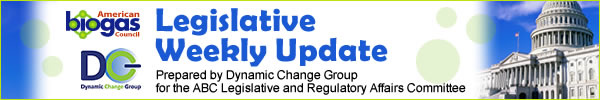 American
biogas
Council
DC
Dynamic Change Group
Legislative
Weekly Update
Prepared by Dynamic Change Group
for the ABC Legislative and Regulatory Affairs Committee